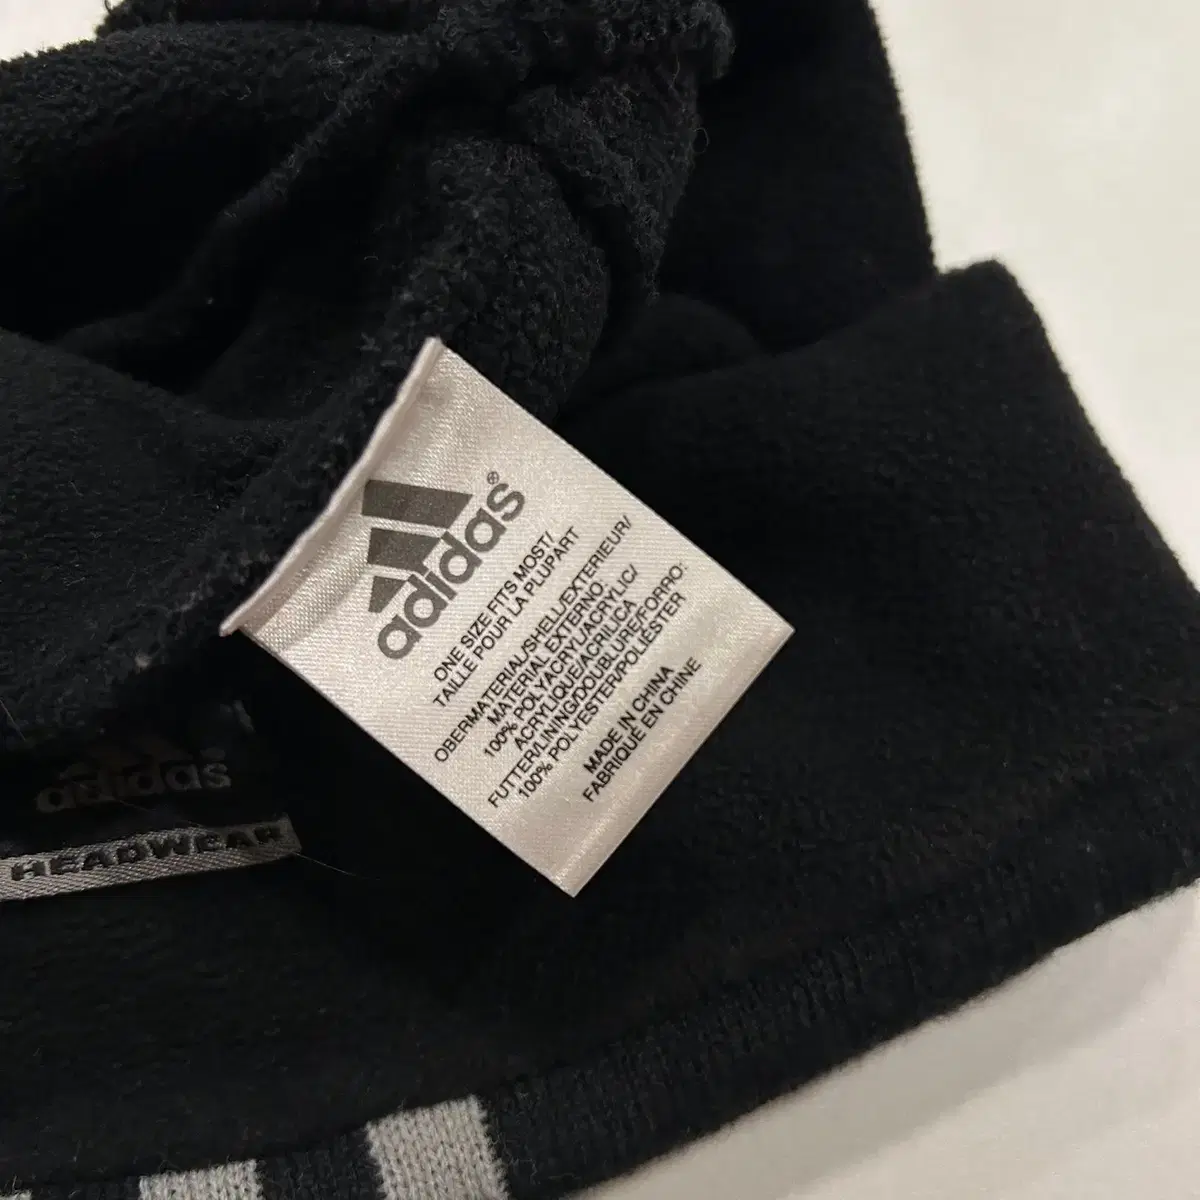 adidas®
ONE SIZE FITS MOST/
TAILLE POUR LA PLUPART
OBERMATERIAL/SHELL/EXTERIEUR/
MATERIAL EXTERNO:
100% POLYACRYL/ACRYLIC/
ACRYLIQUE/ACRILICA
FUTTER/LINING/DOUBLURE/FORRO:
100% POLYESTER/POLIÉSTER
MADE IN CHINA
FABRIQUÉ EN CHINE
adidas
HEADWEAR